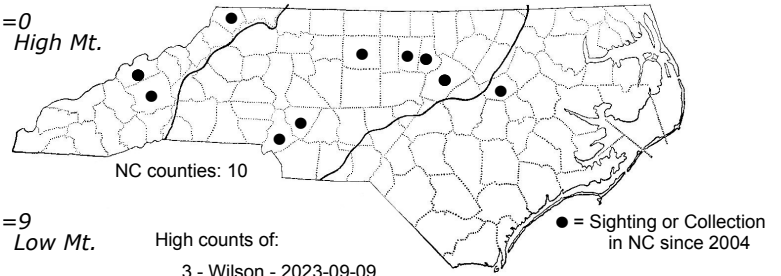 =0
High Mt.
NC counties: 10
=9
Low Mt.
High counts of:
3 - Wilson - 2023-09-09
● = Sighting or Collection
in NC since 2004